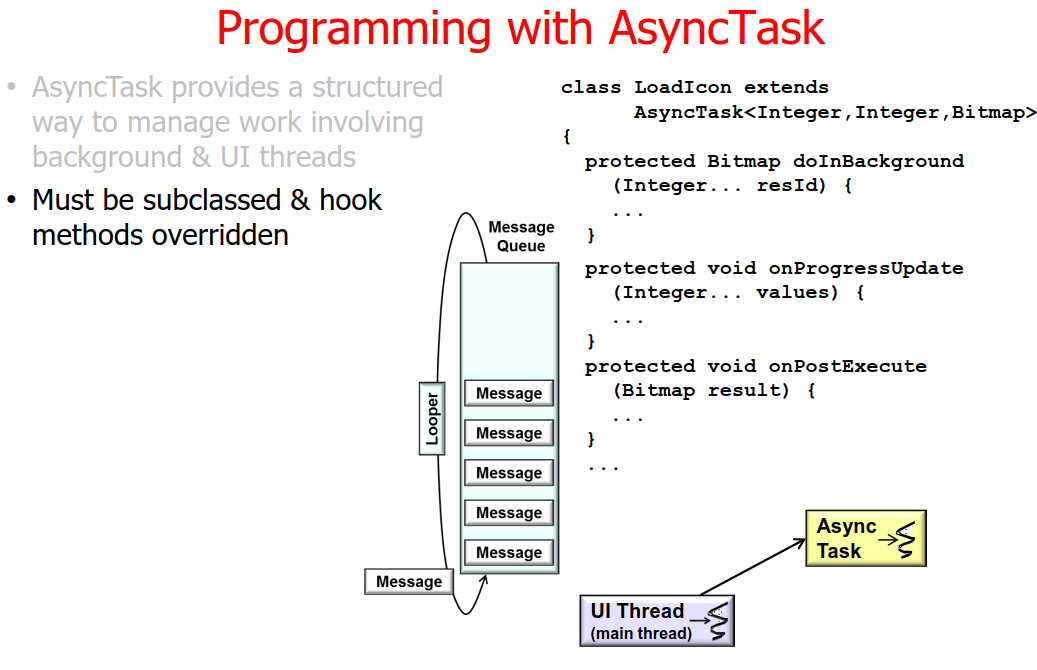 Programming with AsyncTask
• AsyncTask provides a structured
way to manage work involving
background & UI threads
• Must be subclassed & hook
methods overridden
class LoadIcon extends
AsyncTask<Integer,Integer,Bitmap>
{
protected Bitmap doInBackground
(Integer... resId) {
...
}
protected void onProgressUpdate
(Integer... values) {
...
}
protected void onPostExecute
(Bitmap result) {
...
}
...
Message
Queue
Looper
Message
Message
Message
Message
Message
Message
Async
Task
UI Thread
(main thread)